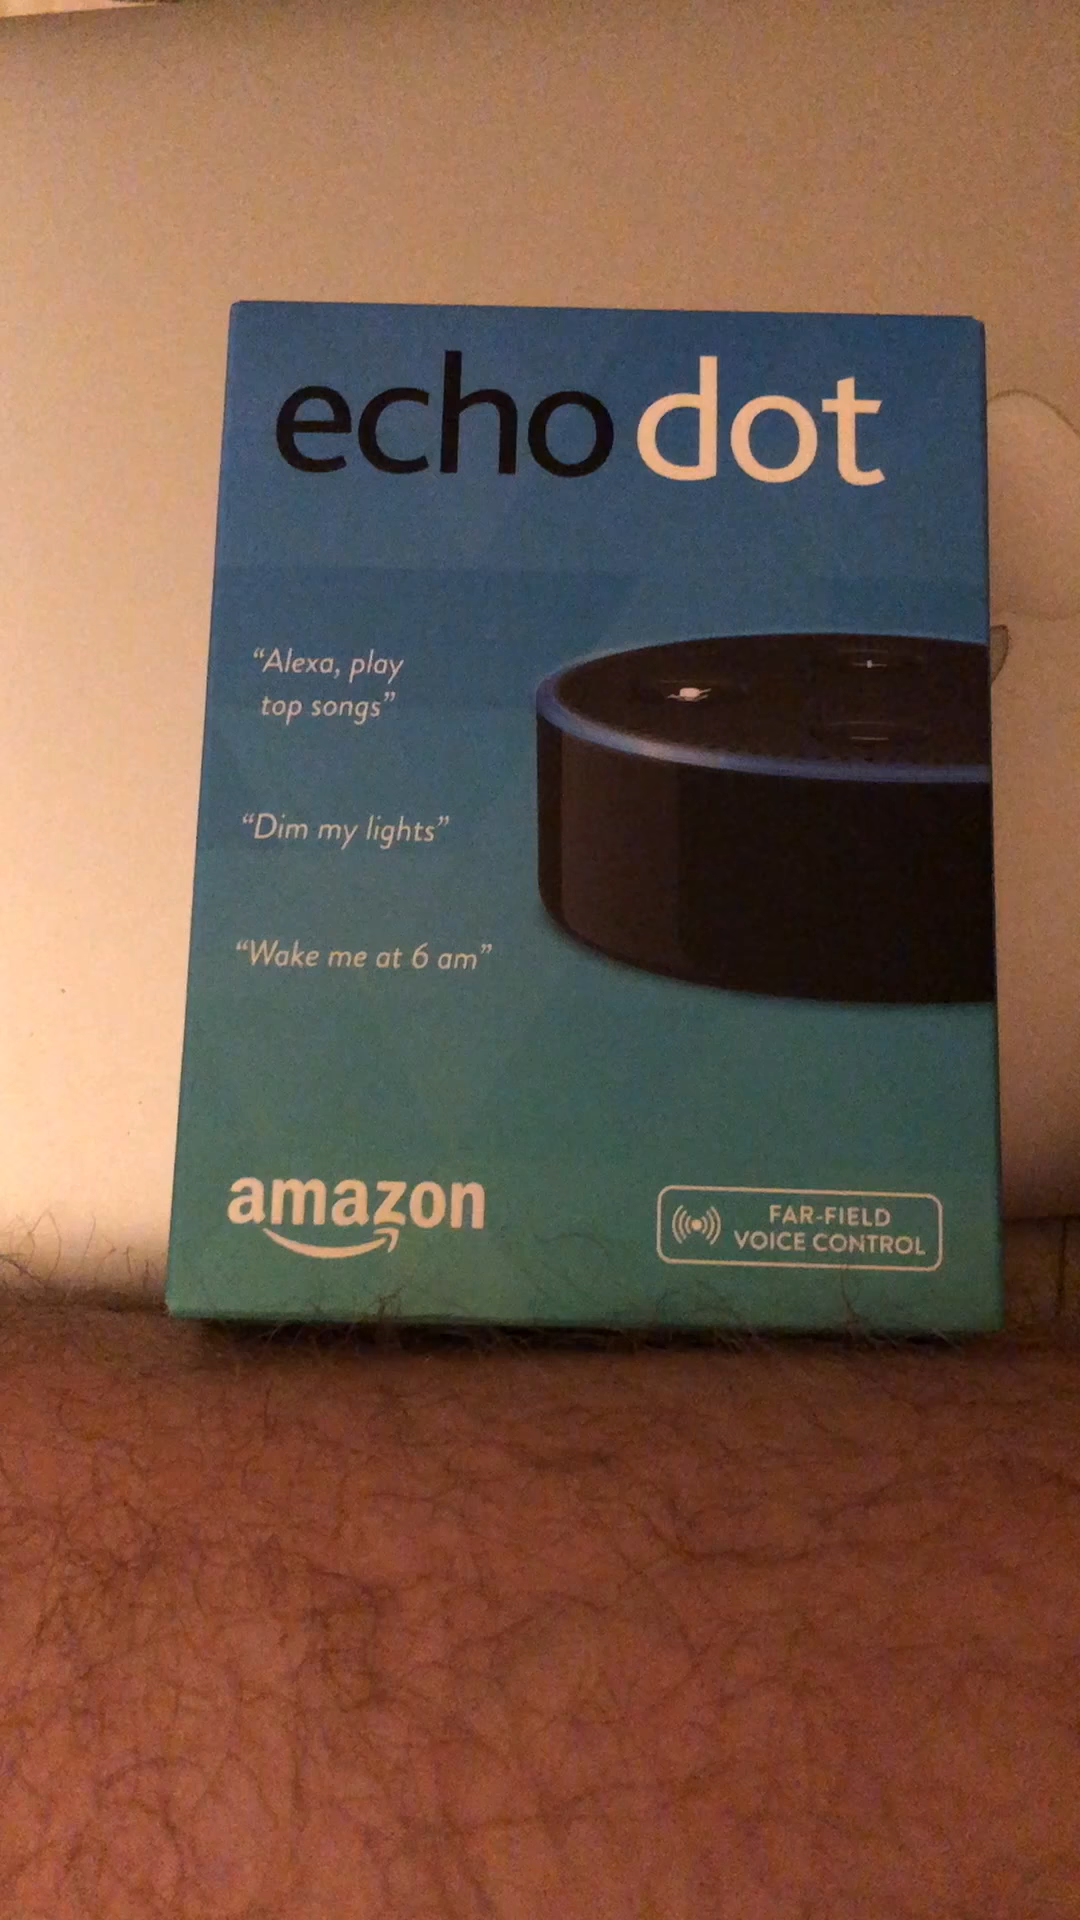 echo dot
“Alexa, play
top songs”
“Dim my lights”
“Wake me at 6 am”
amazon
FAR-FIELD
VOICE CONTROL